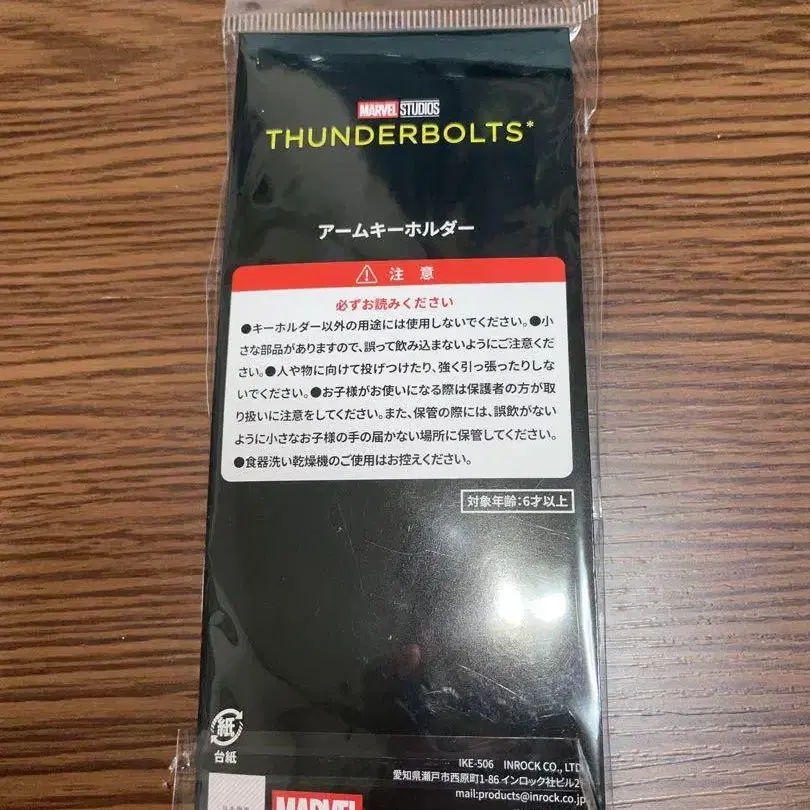 MARVEL STUDIOS
THUNDERBOLTS*
アームキーホルダー
注 意
必ずお読みください
●キーホルダー以外の用途には使用しないでください。●小
さな部品がありますので、誤って飲み込まないようにご注意くだ
さい。●人や物に向けて投げつけたり、強く引っ張ったりしな
いでください。●お子様がお使いになる際は保護者の方が取
り扱いに注意をしてください。また、保管の際には、誤飲がない
ように小さなお子様の手の届かない場所に保管してください。
●食器洗い乾燥機のご使用はお控えください。
対象年齢:6才以上
紙
台紙
IKE-506 INROCK CO., LTD
愛知県瀬戸市西原町1-86 インロック社ビル2
mail:products@inrock.co.jp
MARVEL